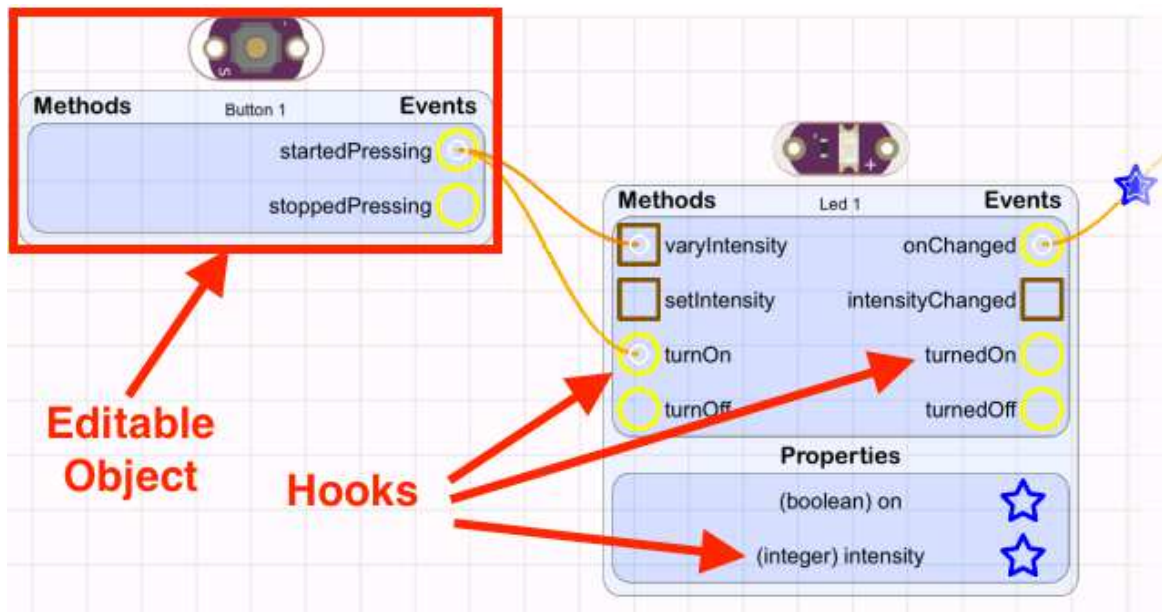 S
Methods Button 1 Events
startedPressing
stoppedPressing
Methods Led 1 Events
varyIntensity onChanged
setIntensity intensityChanged
turnOn turnedOn
turnOff turnedOff
Properties
(boolean) on
(integer) intensity
Editable
Object
Hooks